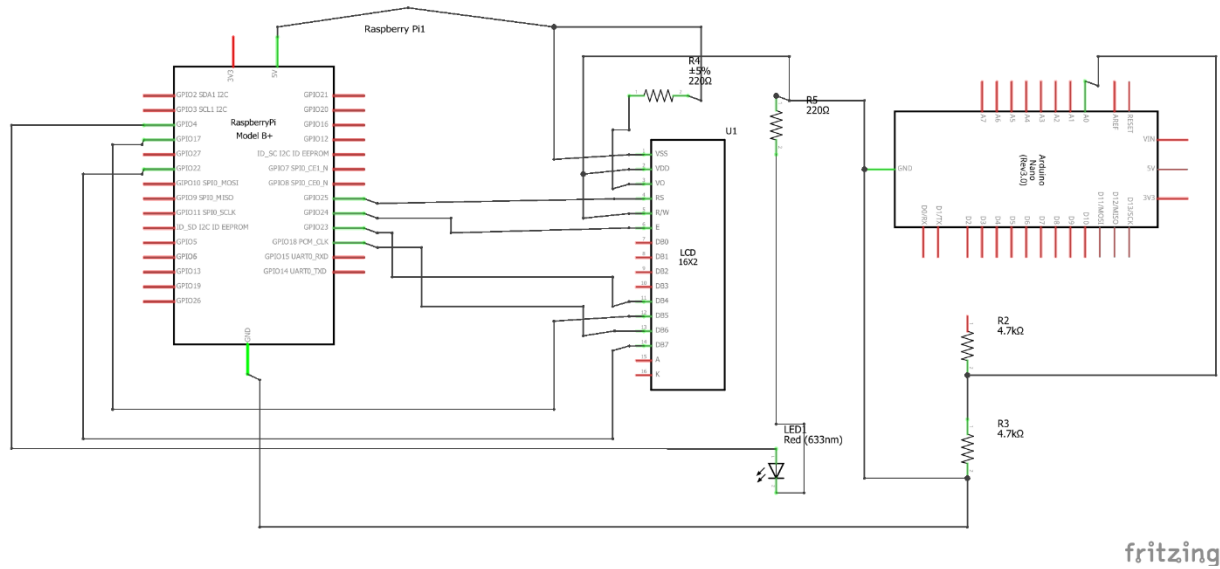 Raspberry Pi1
3V3
5V
GPIO2 SDA1 I2C
GPIO3 SCL1 I2C
GPIO4
GPIO17
GPIO27
GPIO22
GIPO10 SPI0_MOSI
GPIO9 SPI0_MISO
GPIO11 SPI0_SCLK
ID_SD I2C ID EEPROM
GPIO5
GPIO6
GPIO13
GPIO19
GPIO26
RaspberryPi
Model B+
GPIO21
GPIO20
GPIO16
GPIO12
ID_SC I2C ID EEPROM
GPIO7 SPI0_CE1_N
GPIO8 SPI0_CE0_N
GPIO25
GPIO24
GPIO23
GPIO18 PCM_CLK
GPIO15 UART0_RXD
GPIO14 UART0_TXD
GND
R4
±5%
220Ω
U1
VSS
VDD
VO
RS
R/W
E
DB0
DB1
DB2
DB3
DB4
DB5
DB6
DB7
A
K
LCD
16X2
R5
220Ω
LED1
Red (633nm)
A7
A6
A5
A4
A3
A2
A1
A0
AREF
RESET
GND
Arduino
Nano
(Rev3.0)
VIN
5V
3V3
D0/RX
D1/TX
D2
D3
D4
D5
D6
D7
D8
D9
D10
D11/MOSI
D12/MISO
D13/SCK
R2
4.7kΩ
R3
4.7kΩ
fritzing